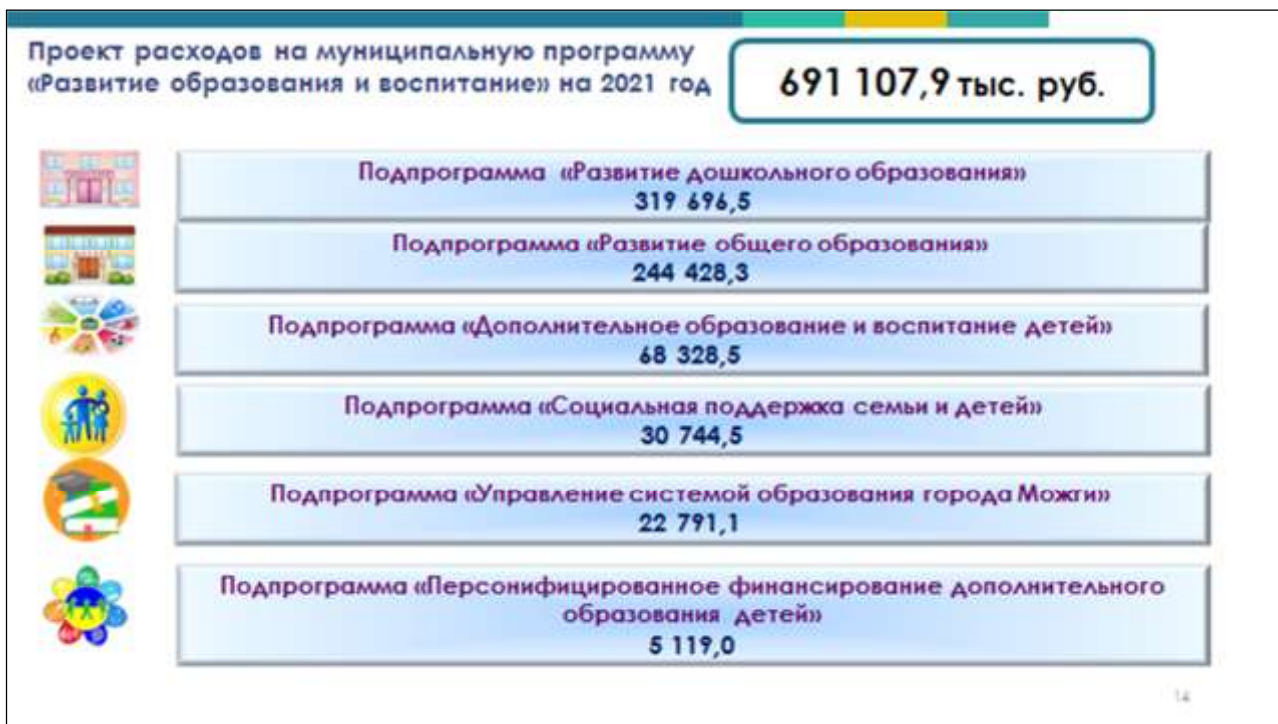 Проект расходов на муниципальную программу
«Развитие образования и воспитание» на 2021 год
691 107,9 тыс. руб.
Подпрограмма «Развитие дошкольного образования»
319 696,5
Подпрограмма «Развитие общего образования»
244 428,3
Подпрограмма «Дополнительное образование и воспитание детей»
68 328,5
Подпрограмма «Социальная поддержка семьи и детей»
30 744,5
Подпрограмма «Управление системой образования города Можги»
22 791,1
Подпрограмма «Персонифицированное финансирование дополнительного
образования детей»
5 119,0
14